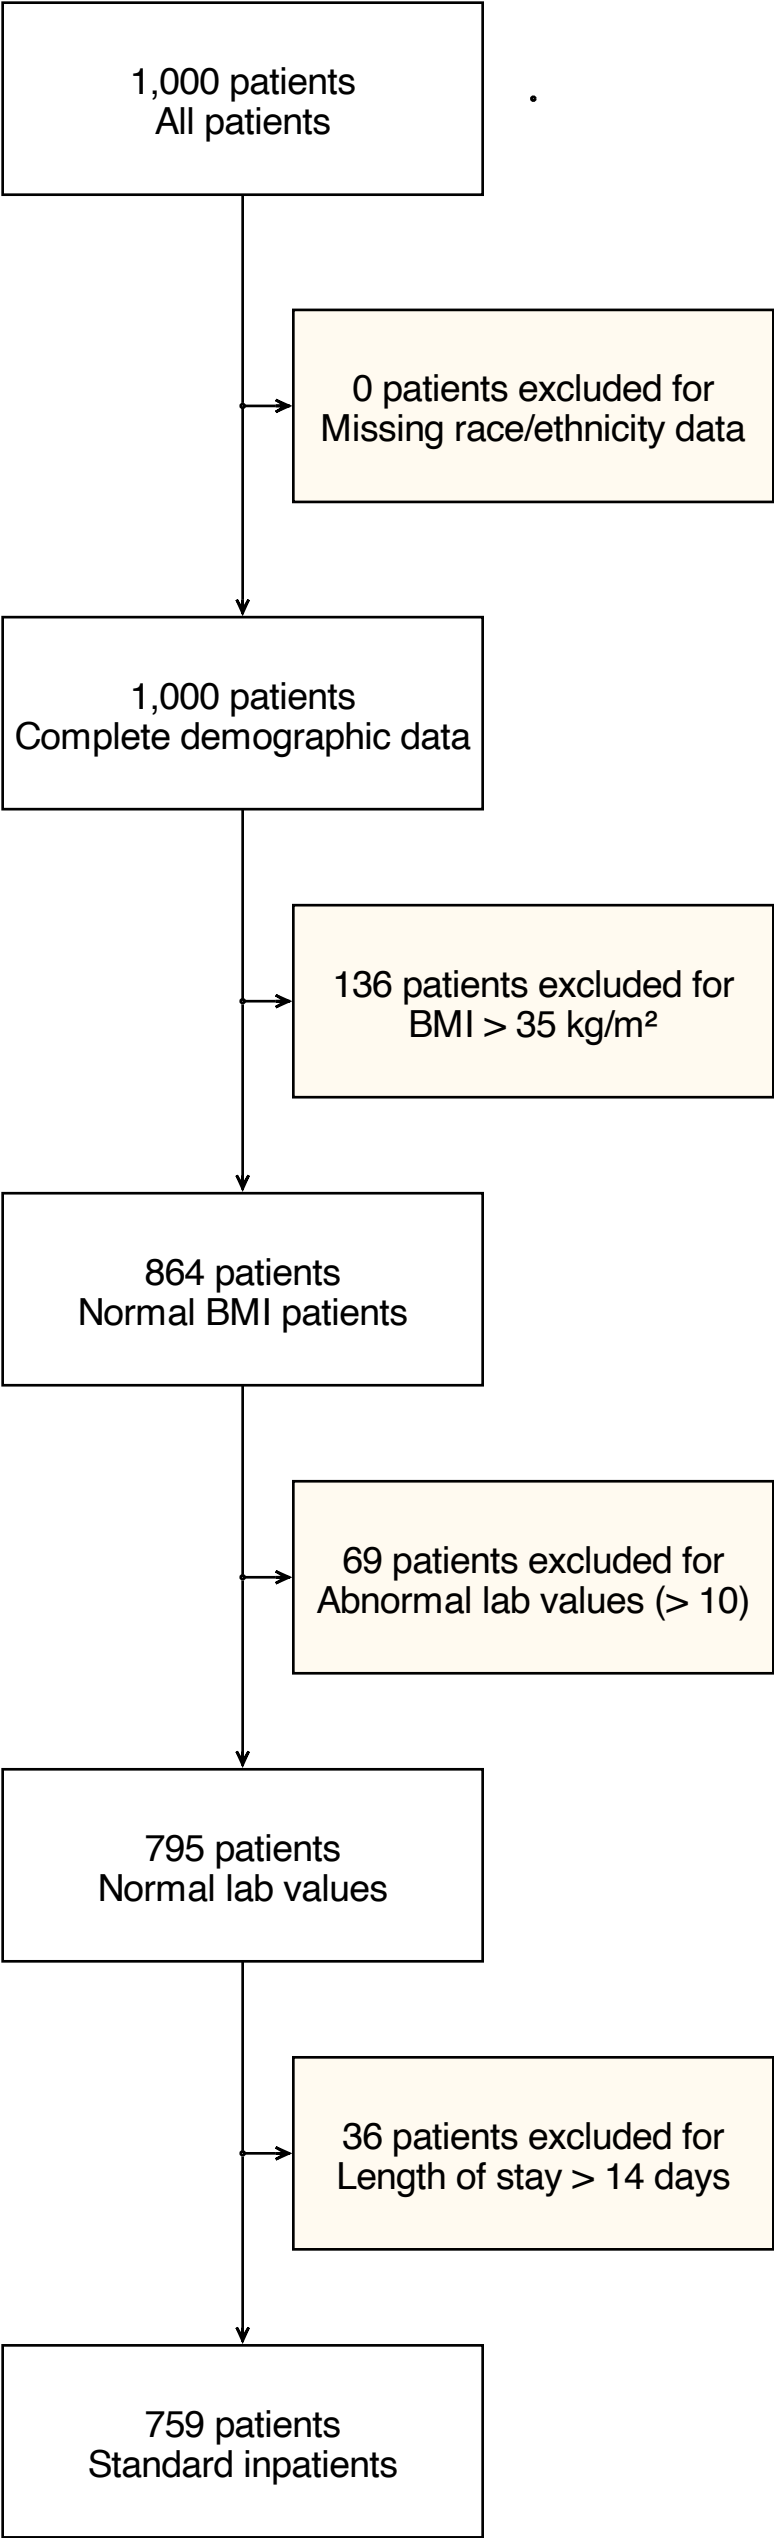 1,000 patients
All patients
0 patients excluded for
Missing race/ethnicity data
1,000 patients
Complete demographic data
136 patients excluded for
BMI > 35 kg/m²
864 patients
Normal BMI patients
69 patients excluded for
Abnormal lab values (> 10)
795 patients
Normal lab values
36 patients excluded for
Length of stay > 14 days
759 patients
Standard inpatients